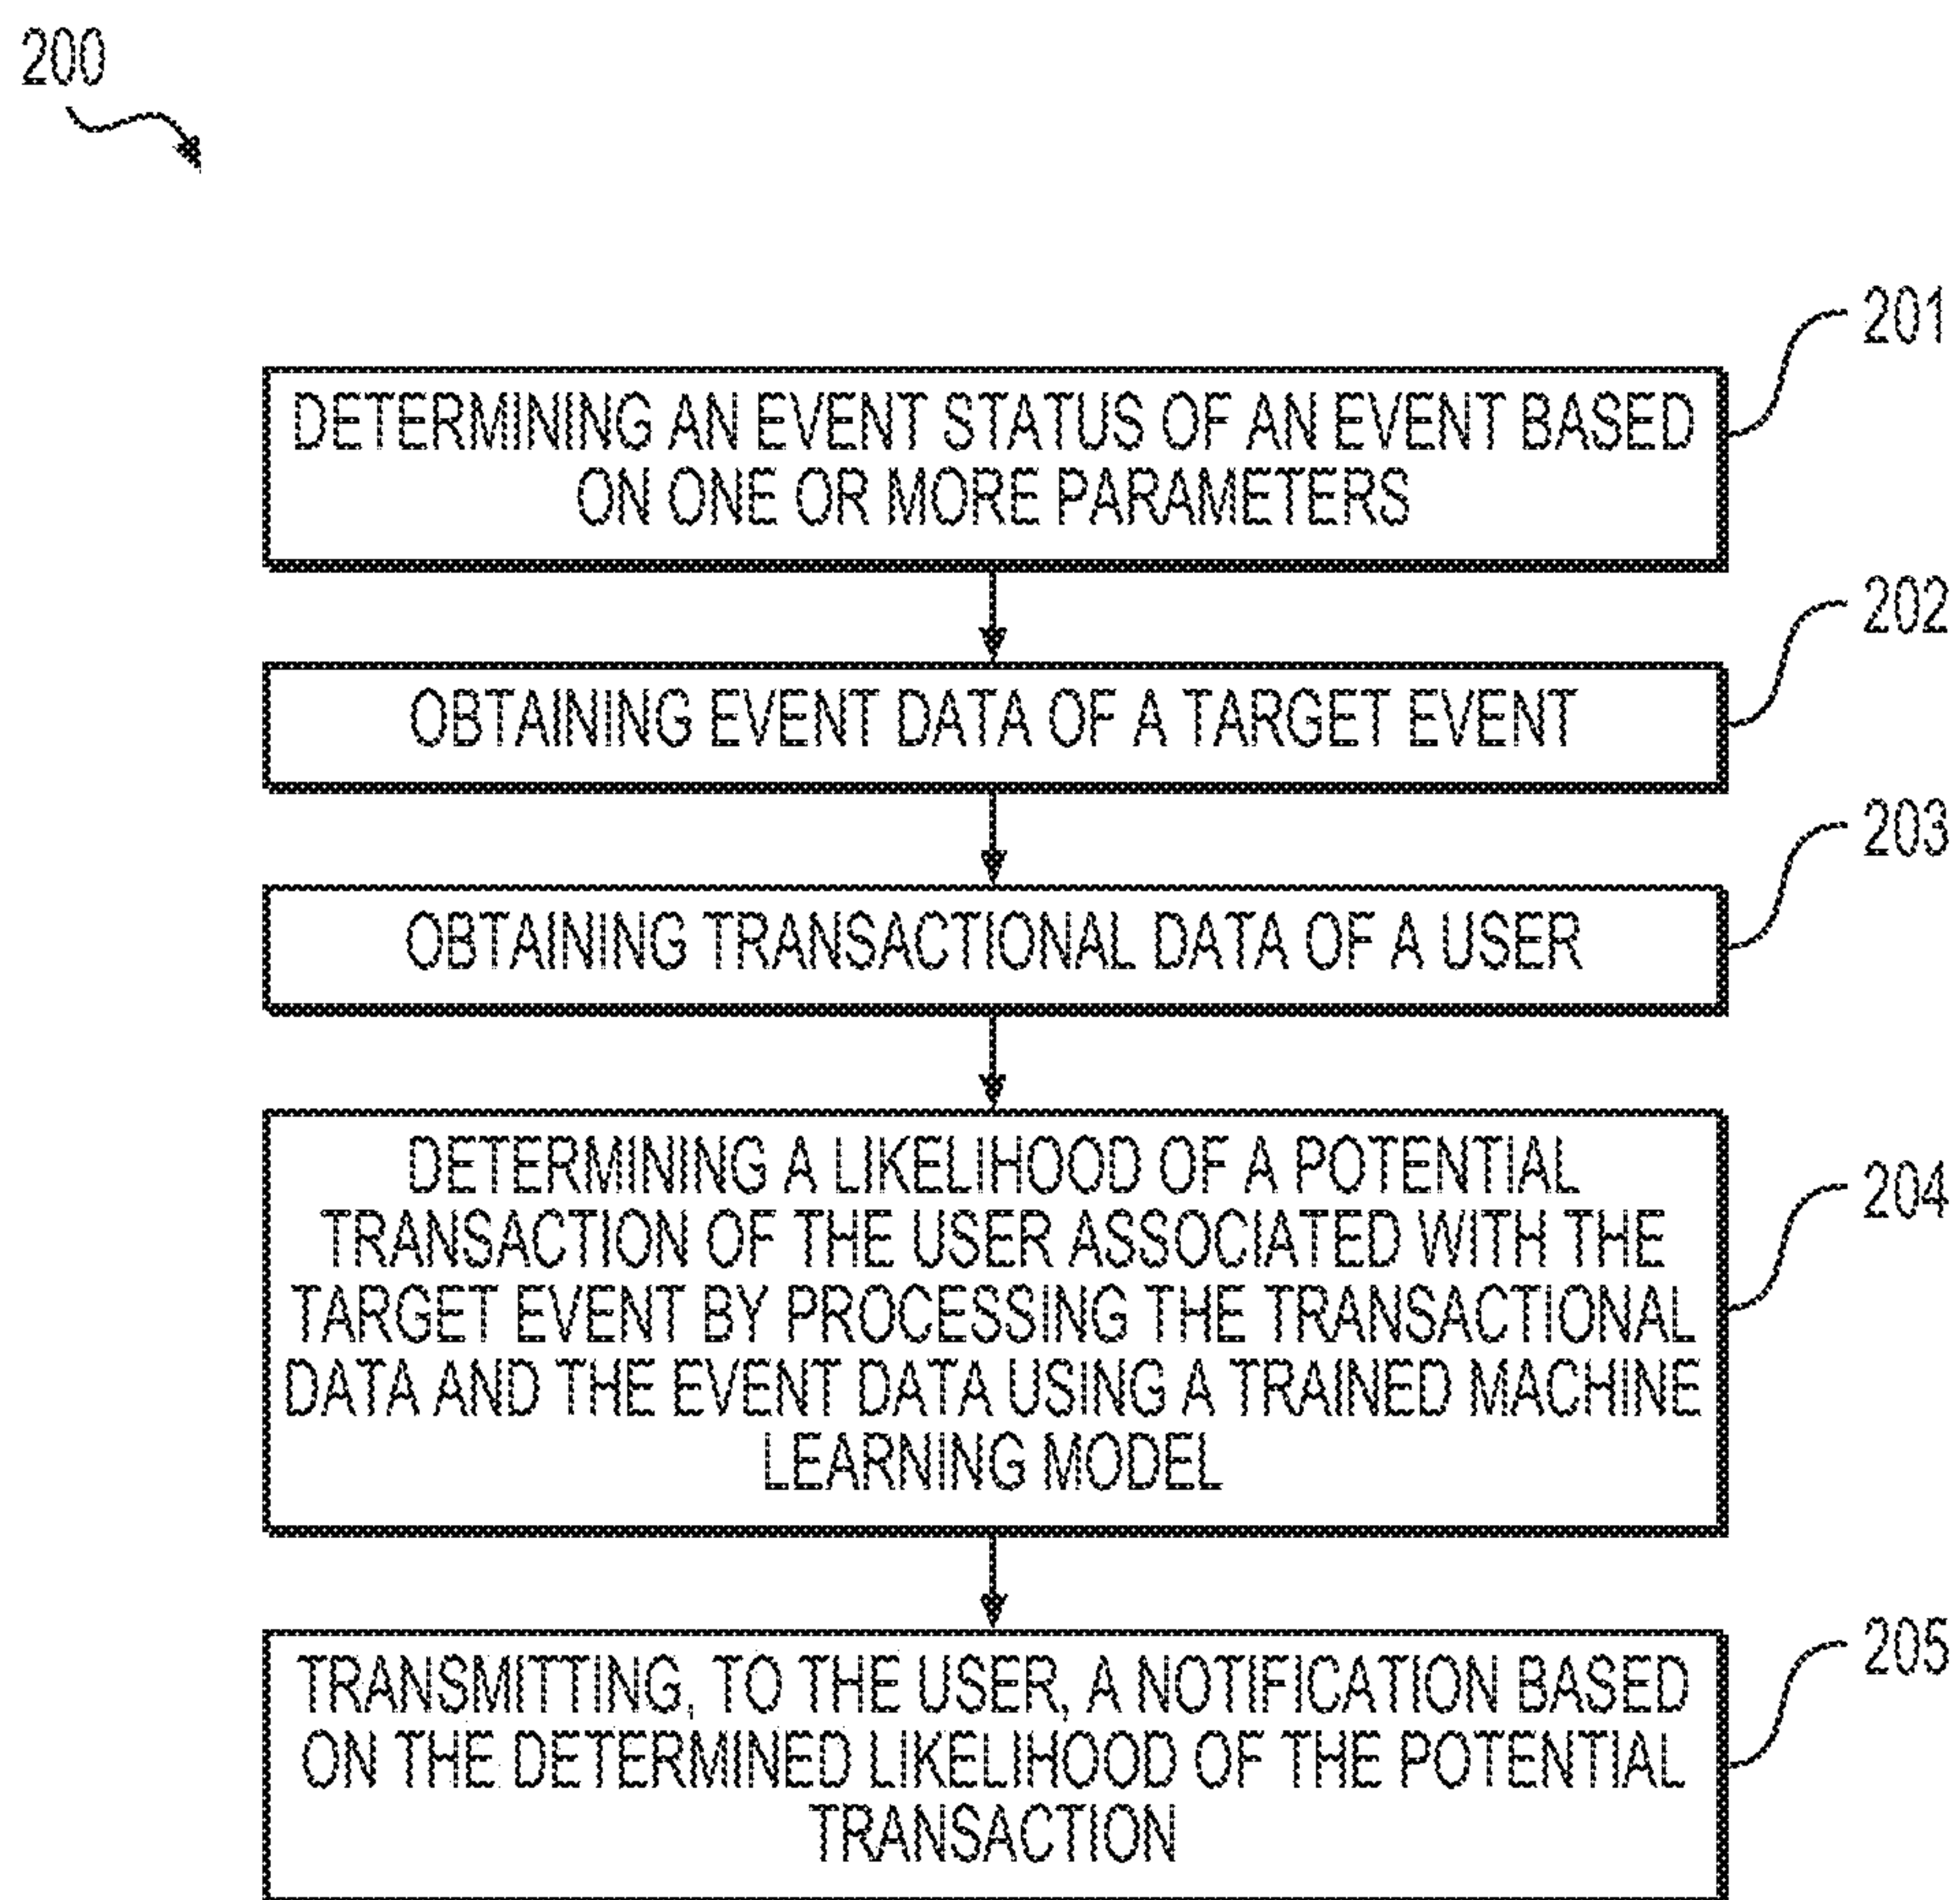 200
201
DETERMINING AN EVENT STATUS OF AN EVENT BASED
ON ONE OR MORE PARAMETERS
202
OBTAINING EVENT DATA OF A TARGET EVENT
203
OBTAINING TRANSACTIONAL DATA OF A USER
204
DETERMINING A LIKELIHOOD OF A POTENTIAL
TRANSACTION OF THE USER ASSOCIATED WITH THE
TARGET EVENT BY PROCESSING THE TRANSACTIONAL
DATA AND THE EVENT DATA USING A TRAINED MACHINE
LEARNING MODEL
205
TRANSMITTING, TO THE USER, A NOTIFICATION BASED
ON THE DETERMINED LIKELIHOOD OF THE POTENTIAL
TRANSACTION